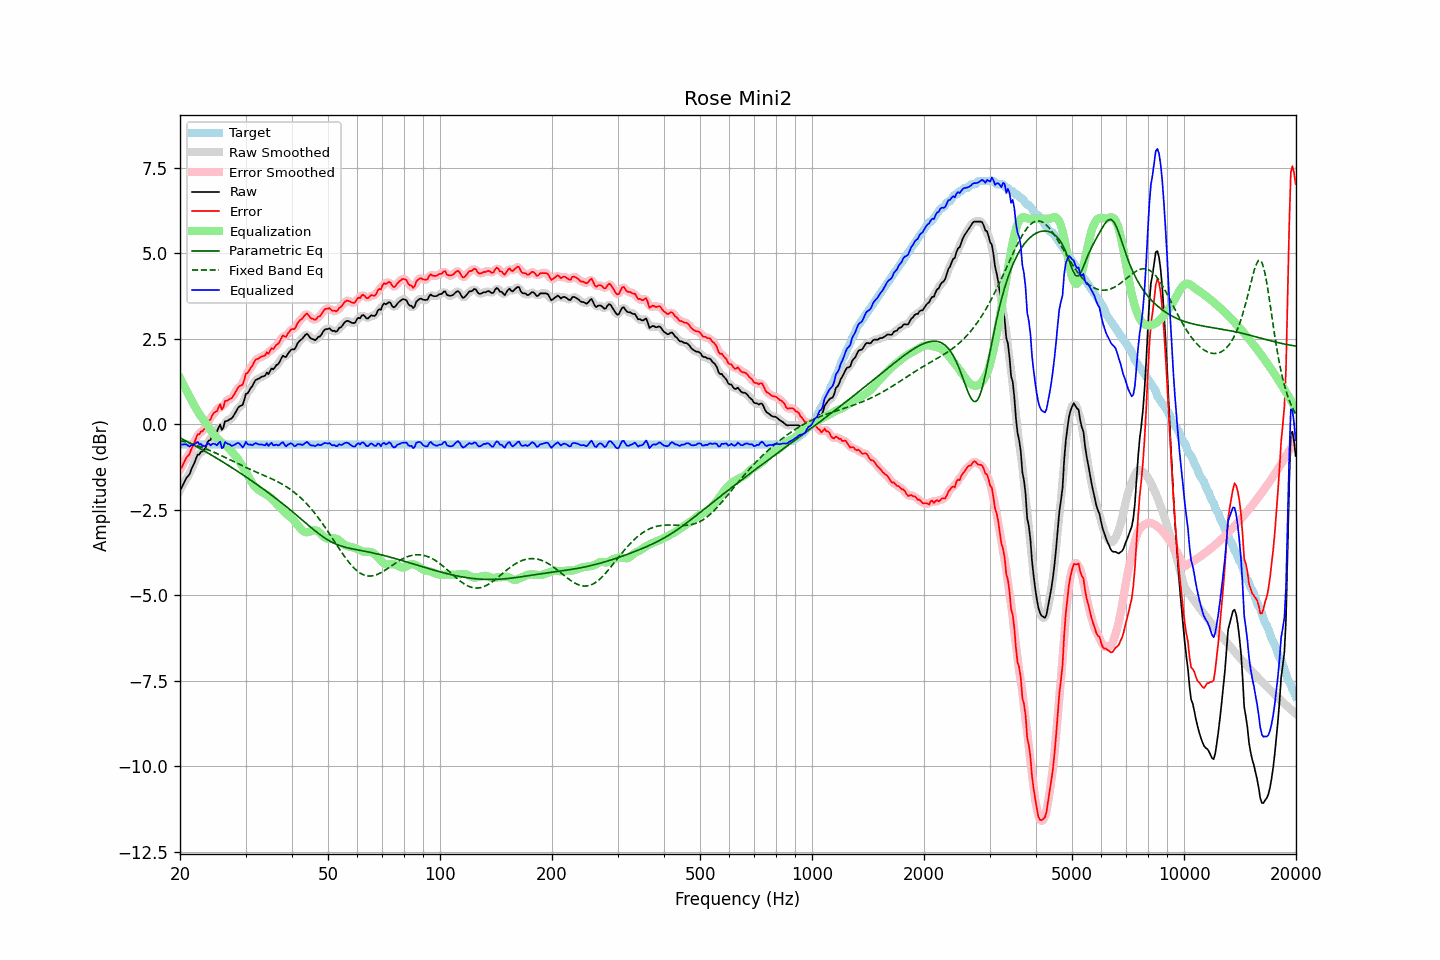 Rose Mini2
Target
Raw Smoothed
Error Smoothed
Raw
Error
Equalization
Parametric Eq
Fixed Band Eq
Equalized
Amplitude (dBr)
7.5
5.0
2.5
0.0
−2.5
−5.0
−7.5
−10.0
−12.5
20 50 100 200 500 1000 2000 5000 10000 20000
Frequency (Hz)